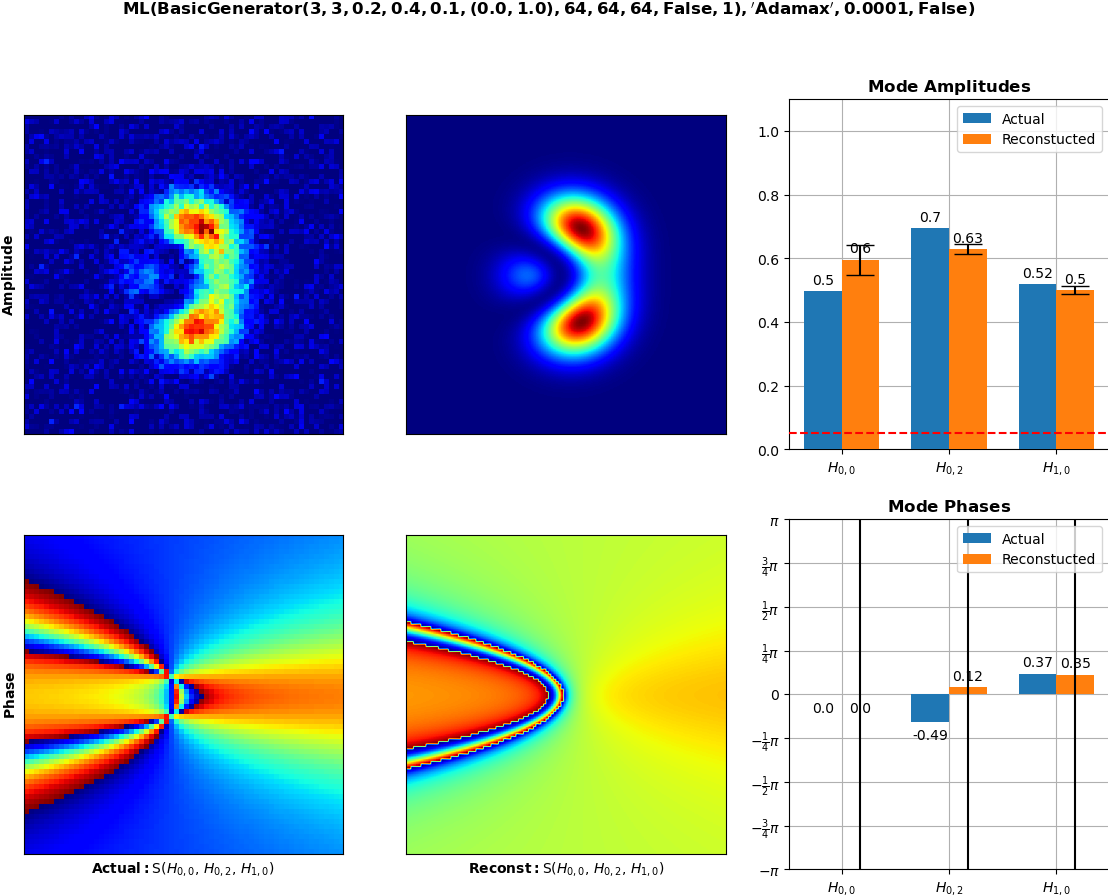 ML(BasicGenerator(3, 3, 0.2, 0.4, 0.1, (0.0, 1.0), 64, 64, 64, False, 1), ′Adamax′, 0.0001, False)
Amplitude
Mode Amplitudes
Actual
Reconstucted
1.0
0.8
0.6
0.4
0.2
0.0
0.5
0.6
0.7
0.63
0.52
0.5
H0,0
H0,2
H1,0
Phase
Actual: S(H0,0, H0,2, H1,0)
Reconst: S(H0,0, H0,2, H1,0)
Mode Phases
Actual
Reconstucted
π
3/4π
1/2π
1/4π
0
−1/4π
−1/2π
−3/4π
−π
0.0
0.0
-0.49
0.12
0.37
0.35
H0,0
H0,2
H1,0